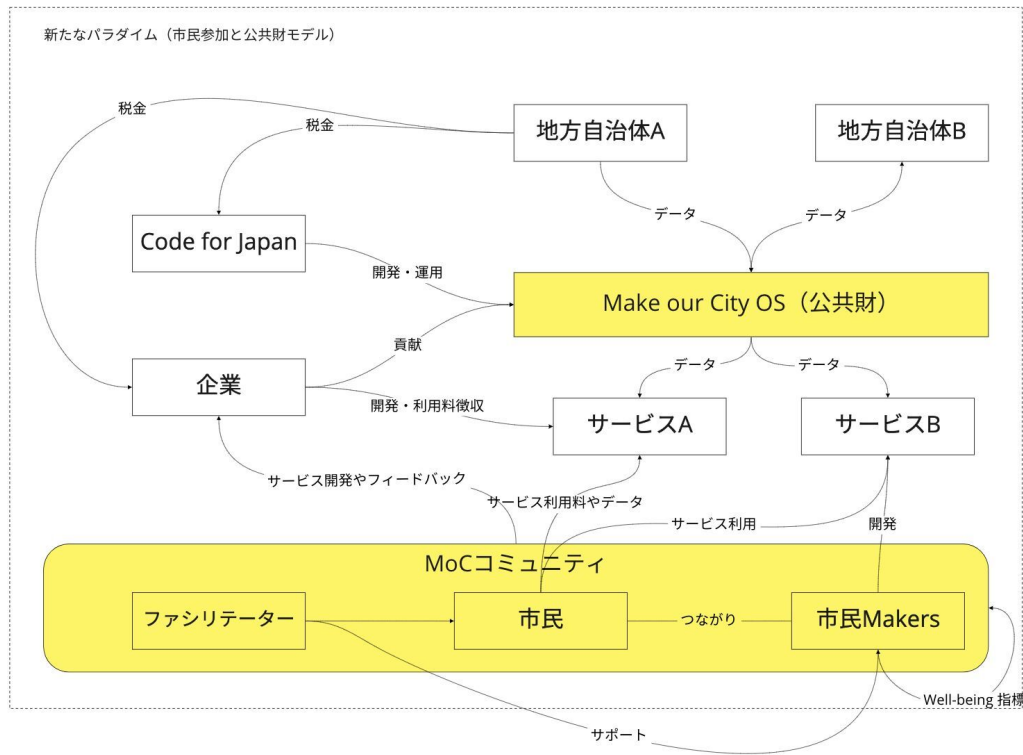 新たなパラダイム（市民参加と公共財モデル）
税金
税金
地方自治体A
地方自治体B
データ
データ
Code for Japan
開発・運用
Make our City OS（公共財）
貢献
企業
データ
データ
開発・利用料徴収
サービスA
サービスB
サービス開発やフィードバック
サービス利用料やデータ
サービス利用
開発
MoCコミュニティ
ファシリテーター
市民
つながり
市民Makers
Well-being 指標
サポート